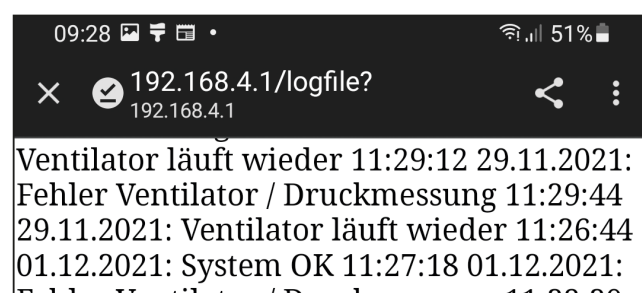 09:28
51%
192.168.4.1/logfile?
192.168.4.1
Ventilator läuft wieder 11:29:12 29.11.2021:
Fehler Ventilator / Druckmessung 11:29:44
29.11.2021: Ventilator läuft wieder 11:26:44
01.12.2021: System OK 11:27:18 01.12.2021: